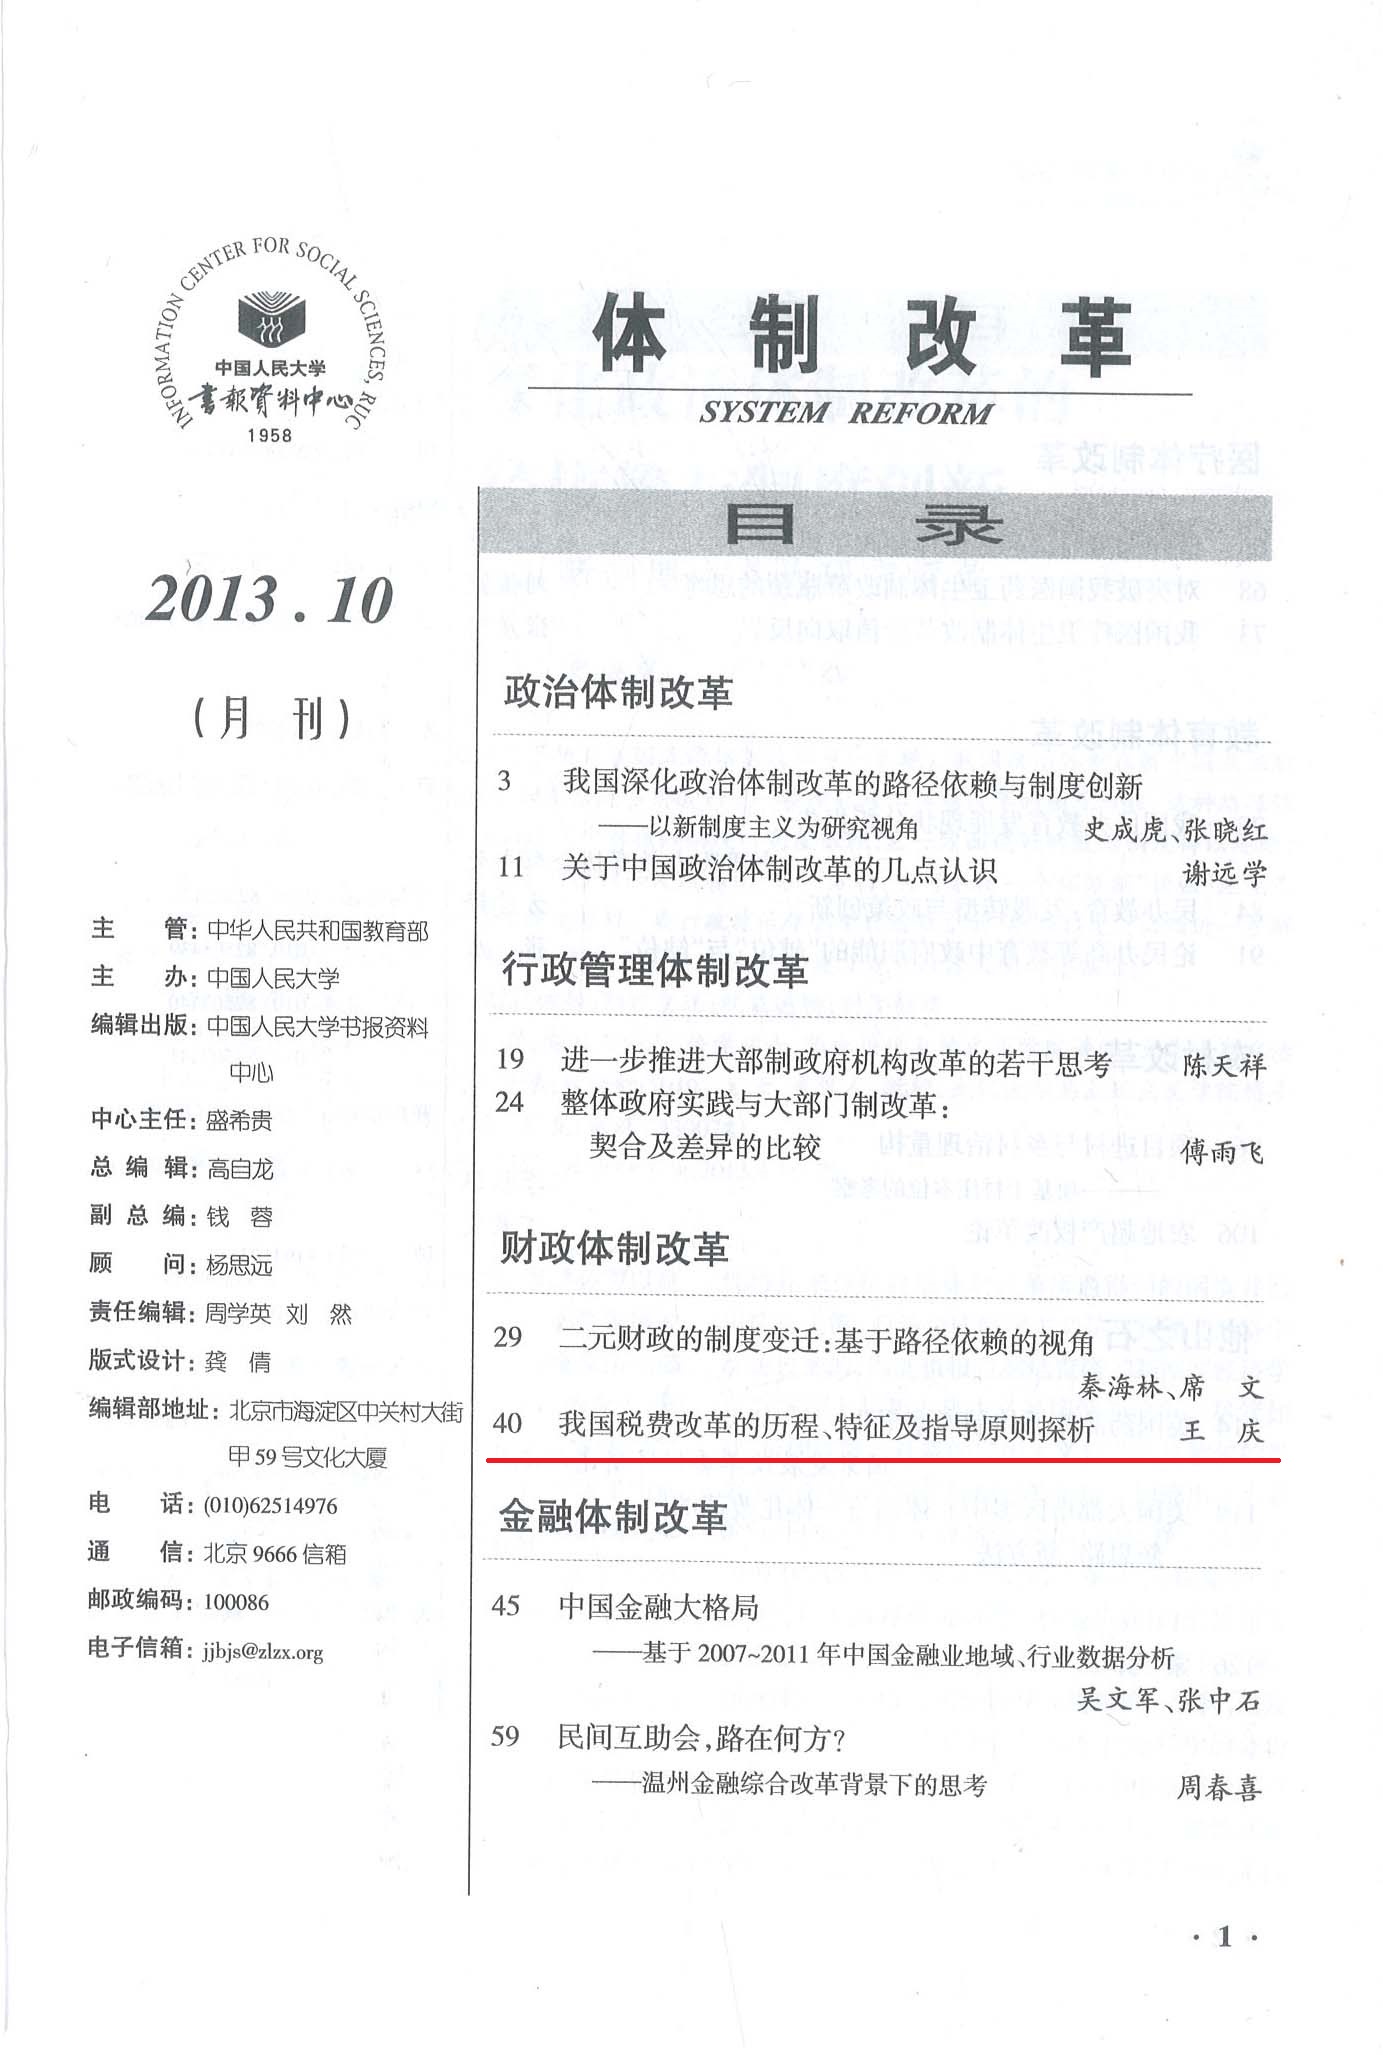 INFORMATION CENTER FOR SOCIAL SCIENCES, RUC
中国人民大学
書報資料中心
1958
体制改革
SYSTEM REFORM
2013.10
(月 刊)
主 管:中华人民共和国教育部
主 办:中国人民大学
编辑出版:中国人民大学书报资料
中心
中心主任:盛希贵
总 编 辑:高自龙
副 总 编:钱 蓉
顾 问:杨思远
责任编辑:周学英 刘 然
版式设计:龚 倩
编辑部地址:北京市海淀区中关村大街
甲59号文化大厦
电 话:(010)62514976
通 信:北京9666信箱
邮政编码:100086
电子信箱:jjbjs@zlzx.org
目 录
政治体制改革
3 我国深化政治体制改革的路径依赖与制度创新
——以新制度主义为研究视角 史成虎、张晓红
11 关于中国政治体制改革的几点认识 谢远学
行政管理体制改革
19 进一步推进大部制政府机构改革的若干思考 陈天祥
24 整体政府实践与大部门制改革:
契合及差异的比较 傅雨飞
财政体制改革
29 二元财政的制度变迁:基于路径依赖的视角
秦海林、席 文
40 我国税费改革的历程、特征及指导原则探析 王 庆
金融体制改革
45 中国金融大格局
——基于2007~2011年中国金融业地域、行业数据分析
吴文军、张中石
59 民间互助会,路在何方?
——温州金融综合改革背景下的思考 周春喜
·1·